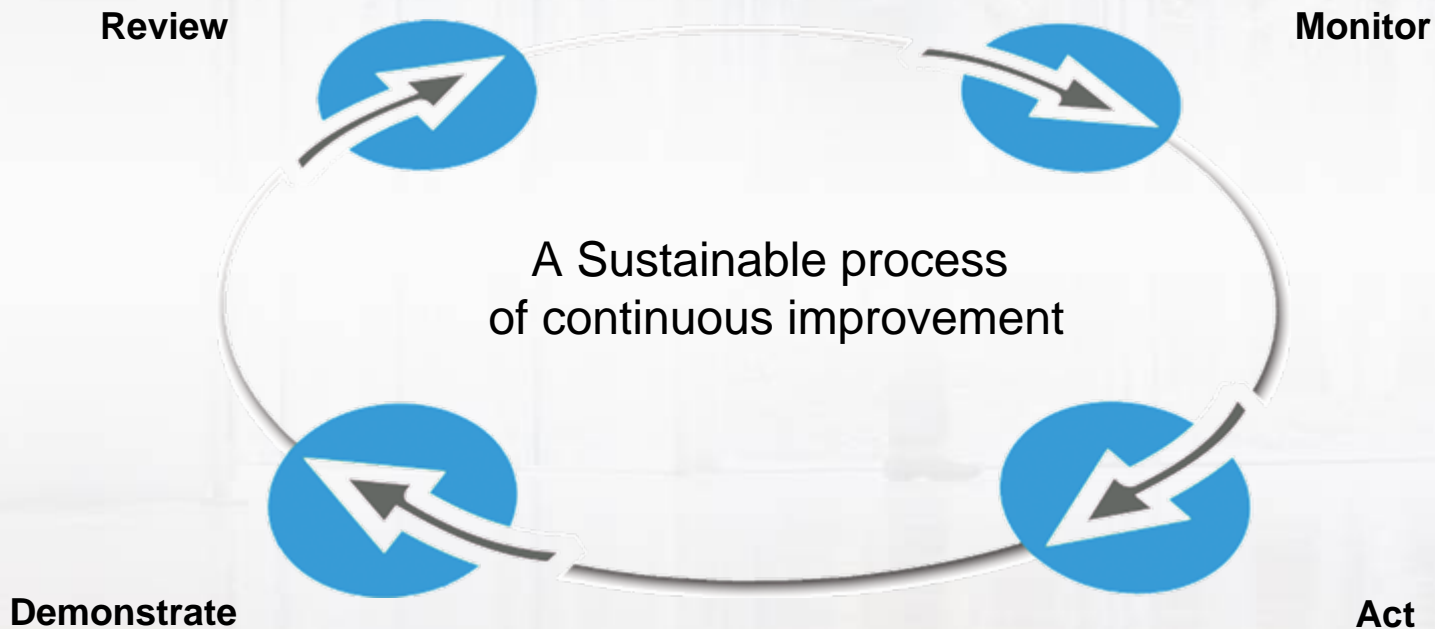 Review
Monitor
A Sustainable process
of continuous improvement
Demonstrate
Act